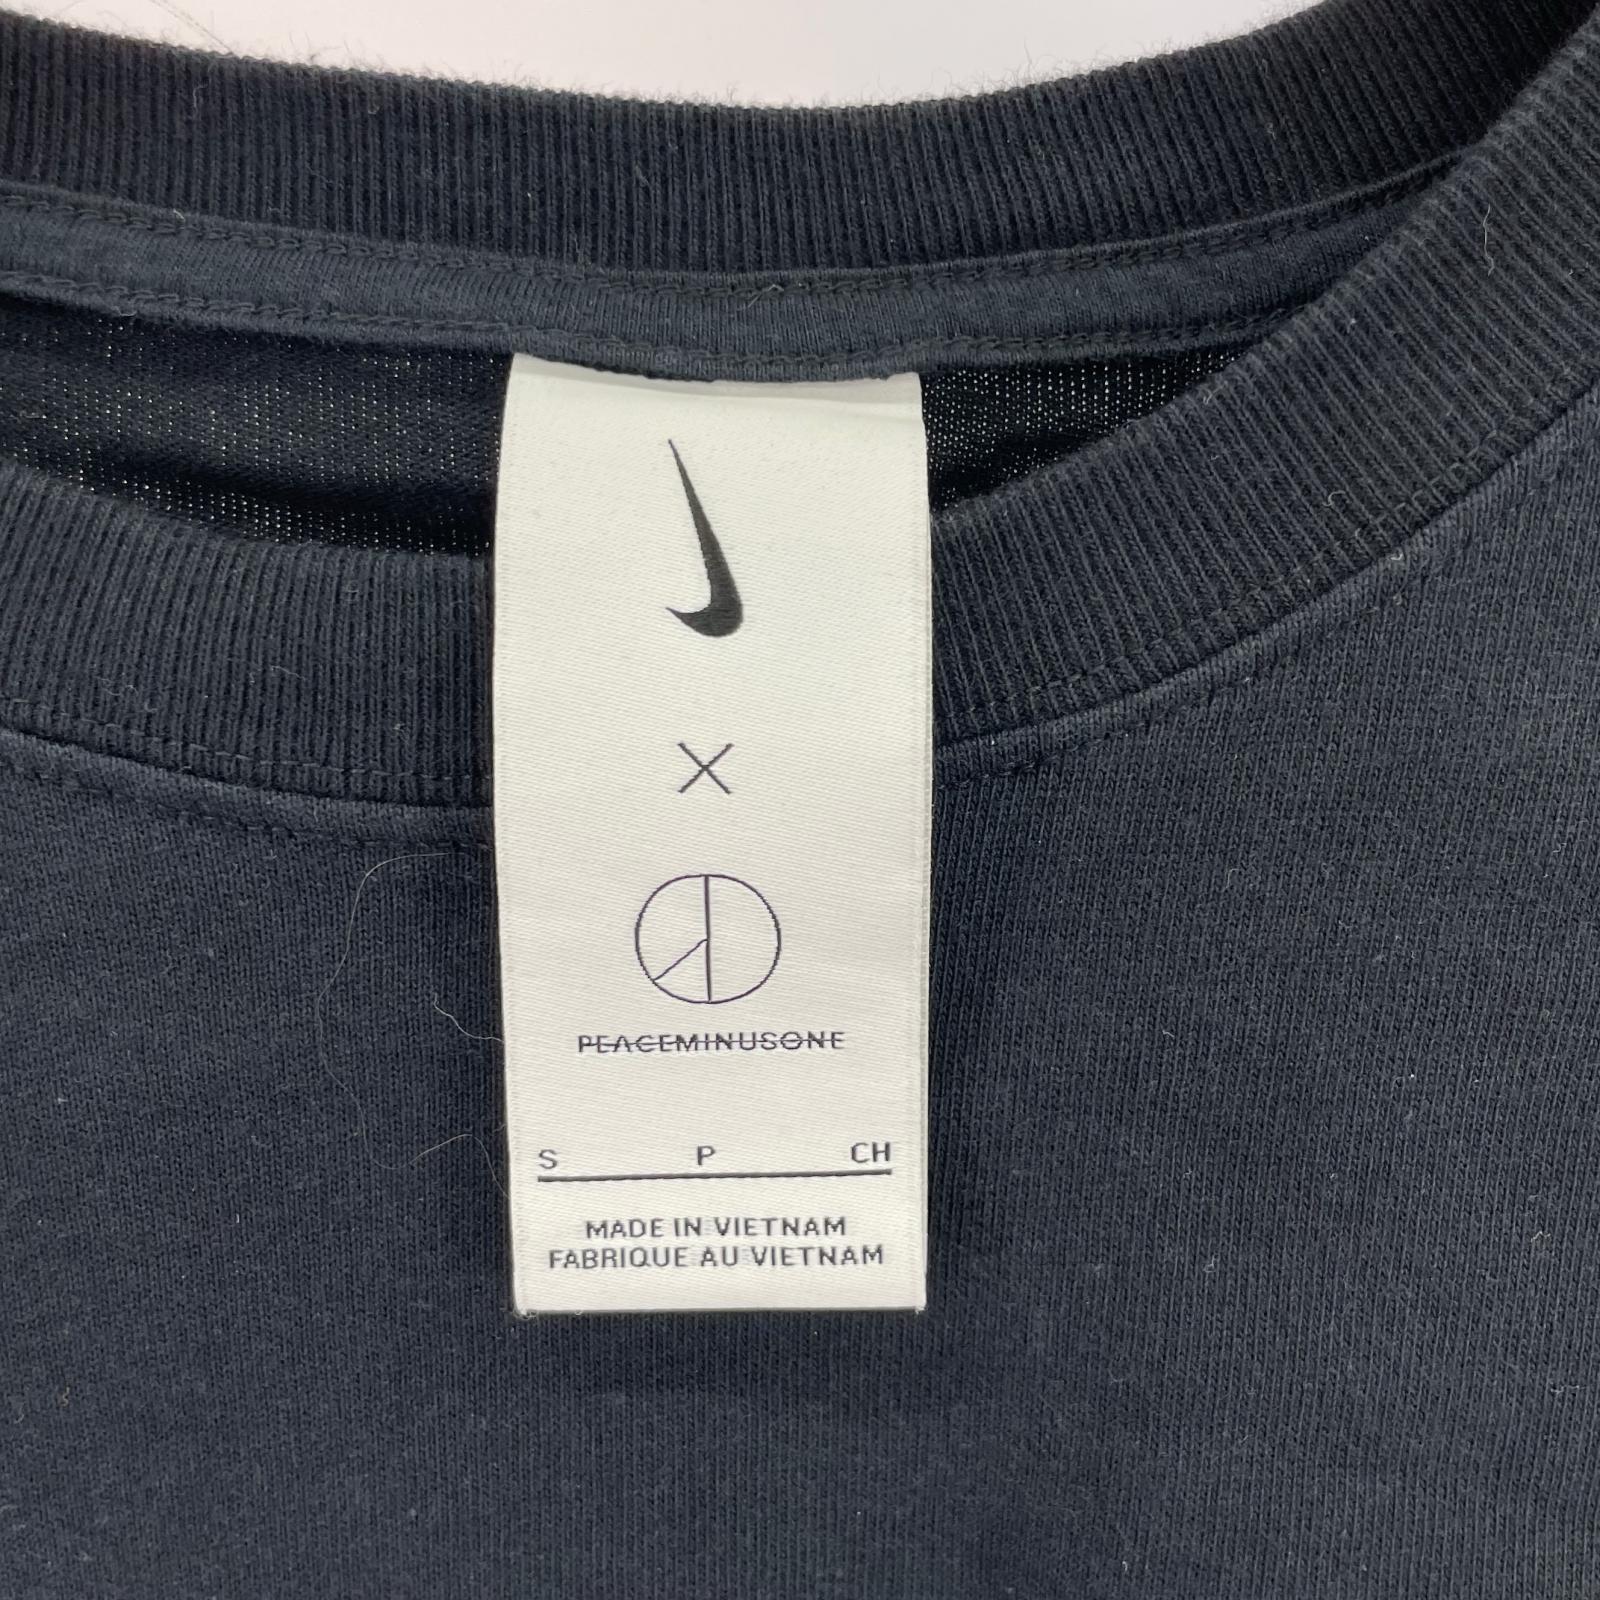 X
PEACEMINUSONE
S P CH
MADE IN VIETNAM
FABRIQUE AU VIETNAM